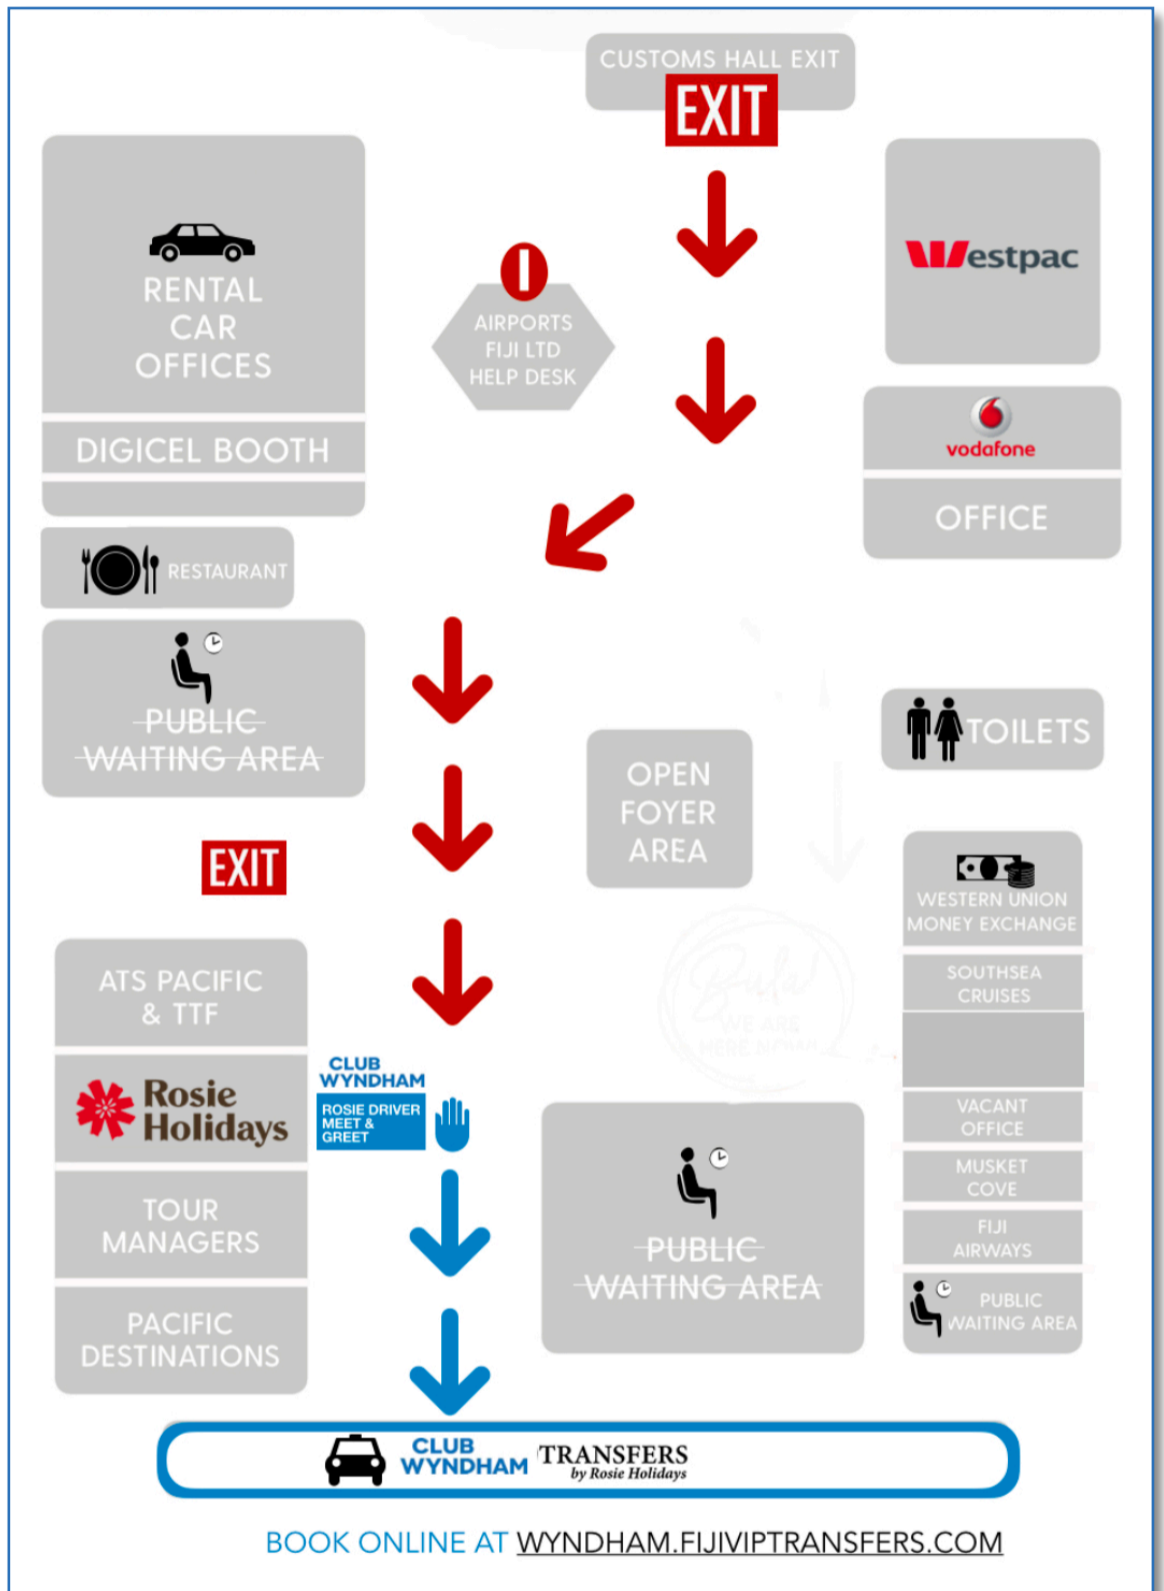 CUSTOMS HALL EXIT
EXIT
RENTAL
CAR
OFFICES
DIGICEL BOOTH
AIRPORTS
FIJI LTD
HELP DESK
Westpac
vodafone
OFFICE
RESTAURANT
PUBLIC
WAITING AREA
EXIT
OPEN
FOYER
AREA
TOILETS
WESTERN UNION
MONEY EXCHANGE
SOUTHSEA
CRUISES
VACANT
OFFICE
MUSKET
COVE
FIJI
AIRWAYS
PUBLIC
WAITING AREA
ATS PACIFIC
& TTF
Rosie
Holidays
TOUR
MANAGERS
PACIFIC
DESTINATIONS
CLUB
WYNDHAM
ROSIE DRIVER
MEET &
GREET
Bula!
WE ARE
PUBLIC
WAITING AREA
CLUB
WYNDHAM
TRANSFERS
by Rosie Holidays
BOOK ONLINE AT WYNDHAM.FIJIVIPTRANSFERS.COM